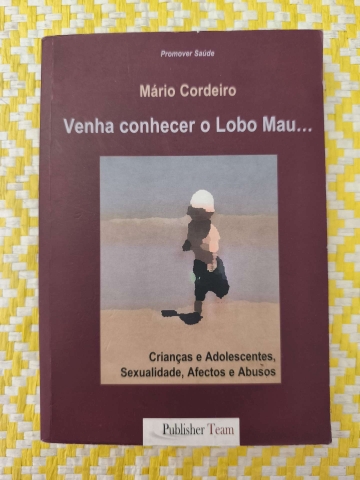 Promover Saúde
Mário Cordeiro
Venha conhecer o Lobo Mau...
Crianças e Adolescentes,
Sexualidade, Afectos e Abusos
Publisher Team